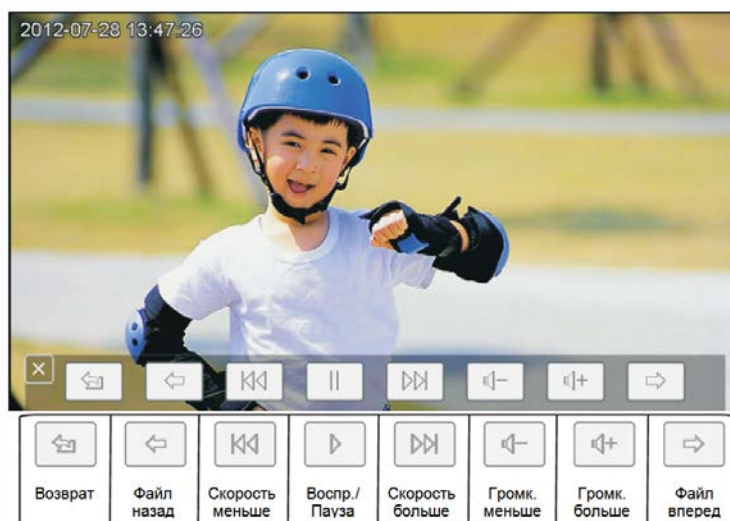 2012-07-28 13:47:26
Возврат
Файл назад
Скорость меньше
Воспр./ Пауза
Скорость больше
Громк. меньше
Громк. больше
Файл вперед